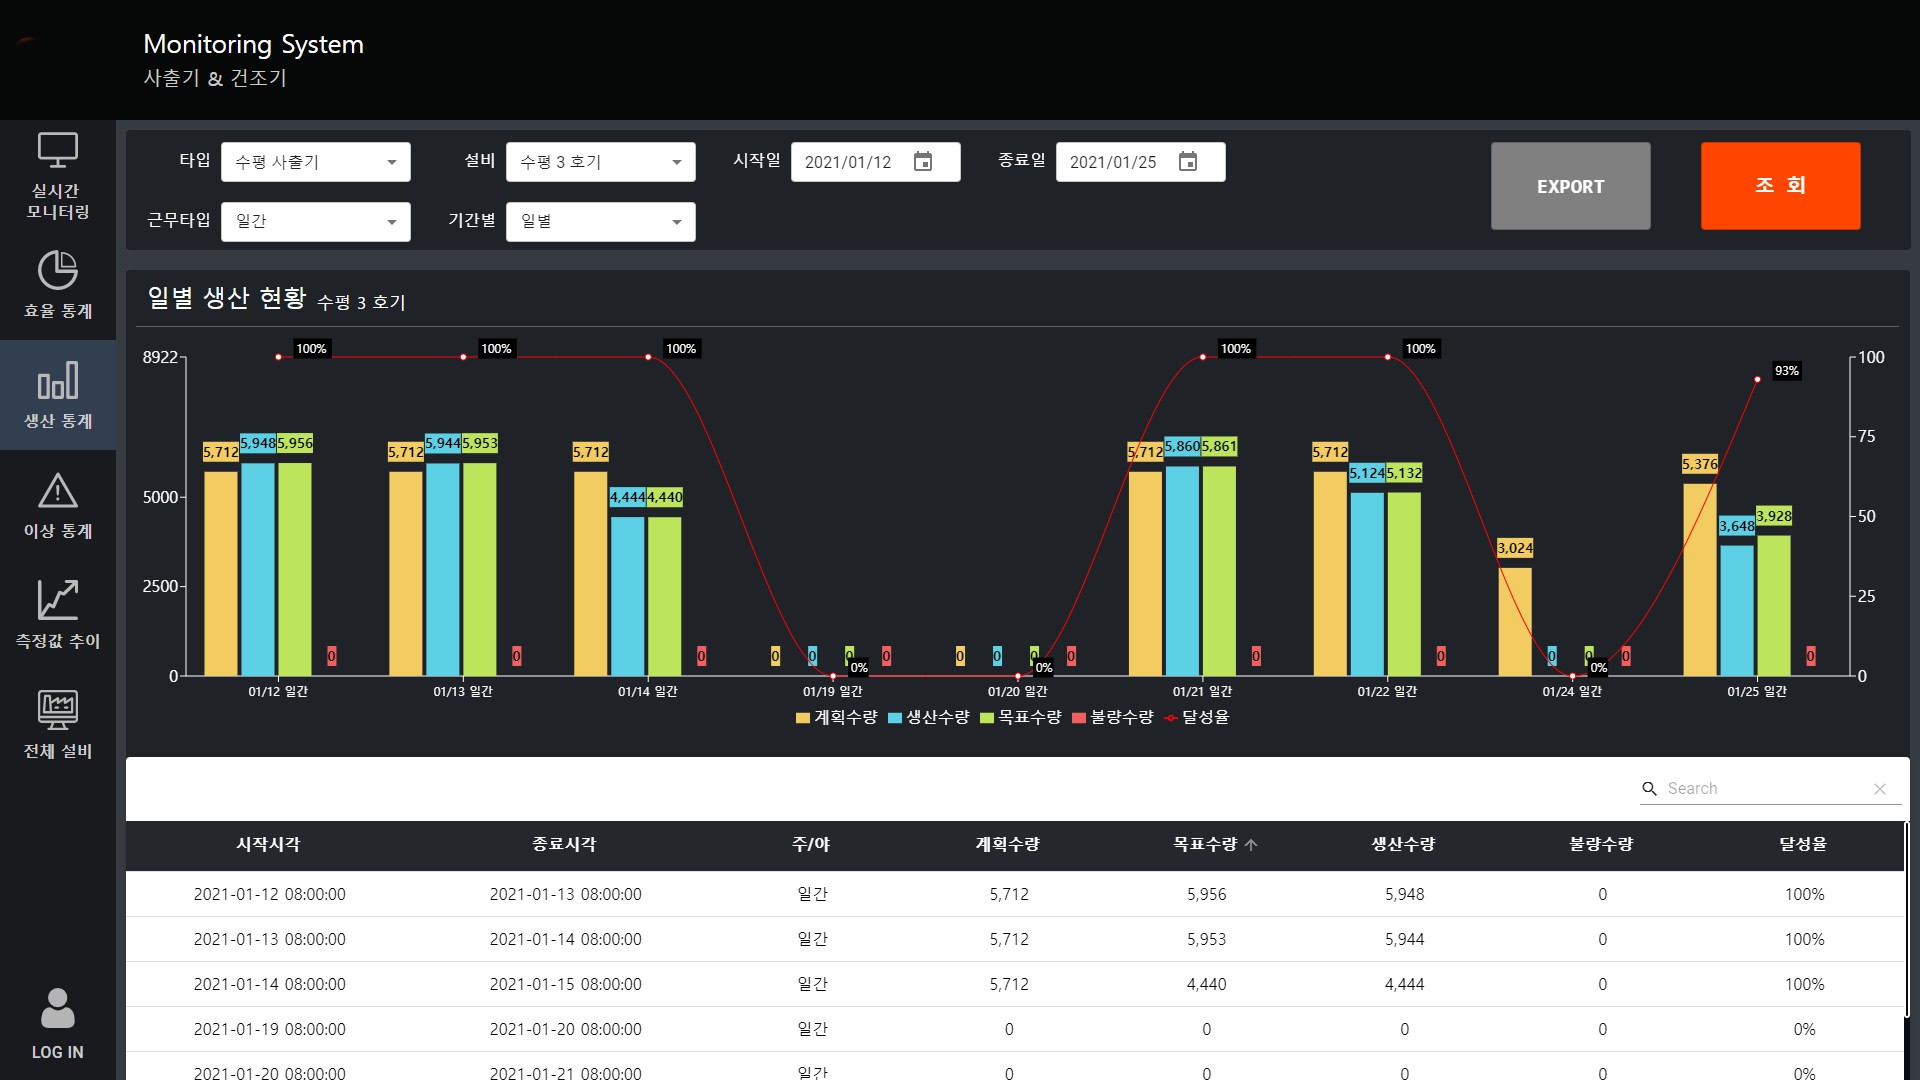 Monitoring System
사출기 & 건조기
실시간
모니터링
효율 통계
생산 통계
이상 통계
측정값 추이
전체 설비
LOG IN
타입 수평 사출기 설비 수평 3 호기 시작일 2021/01/12 종료일 2021/01/25
근무타입 일간 기간별 일별
EXPORT 조 회
일별 생산 현황 수평 3 호기
100% 100% 100% 100% 100% 93%
8922 5000 2500 0
100 75 50 25 0
5,712 5,948 5,956 0
5,712 5,944 5,953 0
5,712 4,444 4,440 0
0 0 0 0% 0
0 0 0 0% 0
5,712 5,860 5,861 0
5,712 5,124 5,132 0
3,024 0 0 0% 0
5,376 3,648 3,928 0
01/12 일간 01/13 일간 01/14 일간 01/19 일간 01/20 일간 01/21 일간 01/22 일간 01/24 일간 01/25 일간
계획수량 생산수량 목표수량 불량수량 달성율
Search
시작시각 종료시각 주/야 계획수량 목표수량 생산수량 불량수량 달성율
2021-01-12 08:00:00 2021-01-13 08:00:00 일간 5,712 5,956 5,948 0 100%
2021-01-13 08:00:00 2021-01-14 08:00:00 일간 5,712 5,953 5,944 0 100%
2021-01-14 08:00:00 2021-01-15 08:00:00 일간 5,712 4,440 4,444 0 100%
2021-01-19 08:00:00 2021-01-20 08:00:00 일간 0 0 0 0 0%
2021-01-20 08:00:00 2021-01-21 08:00:00 일간 0 0 0 0 0%